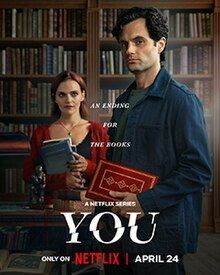 AN ENDING
FOR
THE BOOKS
A NETFLIX SERIES
YOU
ONLY ON NETFLIX | APRIL 24